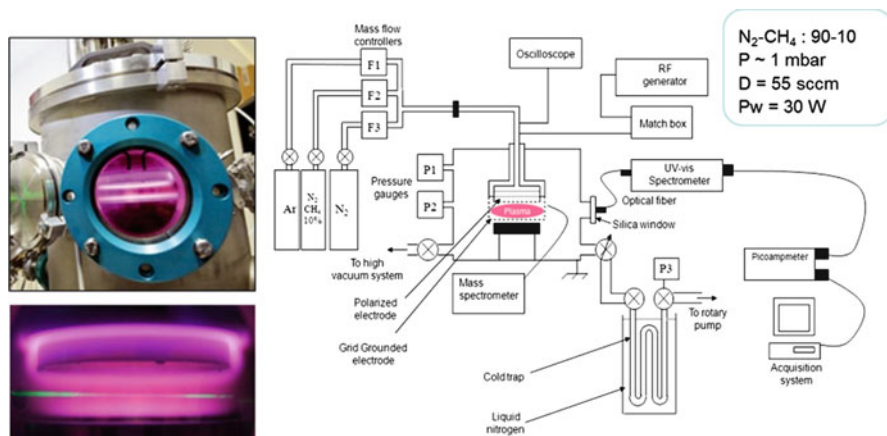 Mass flow
controllers
F1
F2
F3
Oscilloscope
RF
generator
Match box
N₂-CH₄ : 90-10
P ~ 1 mbar
D = 55 sccm
Pw = 30 W
Ar
N₂
CH₄
10%
N₂
Pressure
gauges
P1
P2
Plasma
UV-vis
Spectrometer
Optical fiber
Silica window
To high
vacuum system
Mass
spectrometer
Polarized
electrode
Grid Grounded
electrode
P3
To rotary
pump
Picoampmeter
Cold trap
Liquid
nitrogen
Acquisition
system